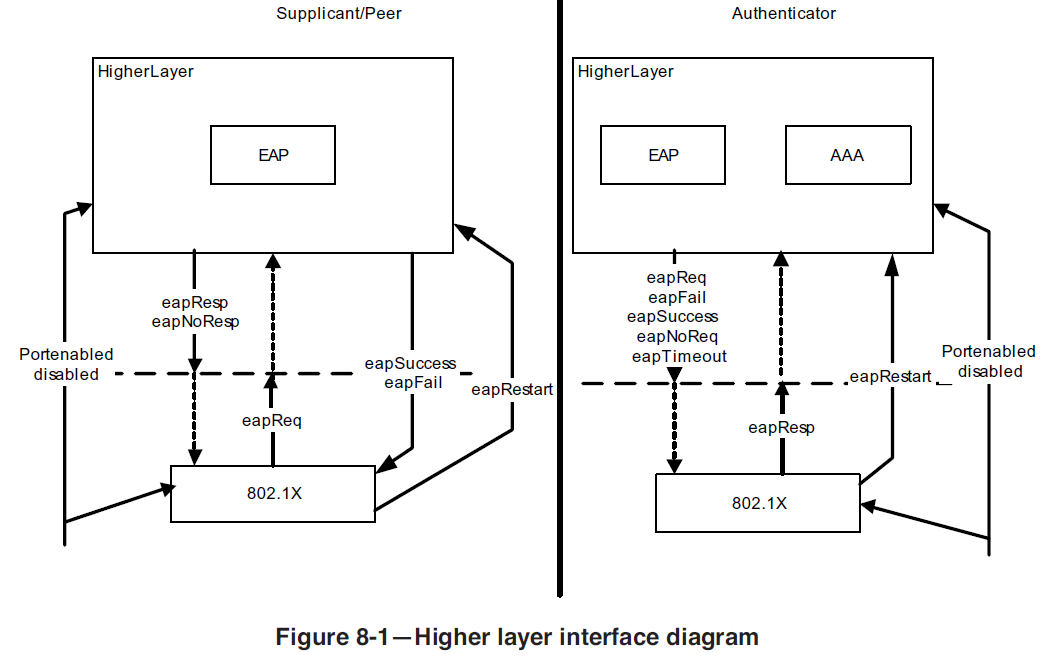 Supplicant/Peer
Authenticator
HigherLayer
EAP
eapResp
eapNoResp
Portenabled
disabled
eapSuccess
eapFail
eapRestart
eapReq
802.1X
HigherLayer
EAP
AAA
eapReq
eapFail
eapSuccess
eapNoReq
eapTimeout
Portenabled
disabled
eapRestart
eapResp
802.1X
Figure 8-1—Higher layer interface diagram